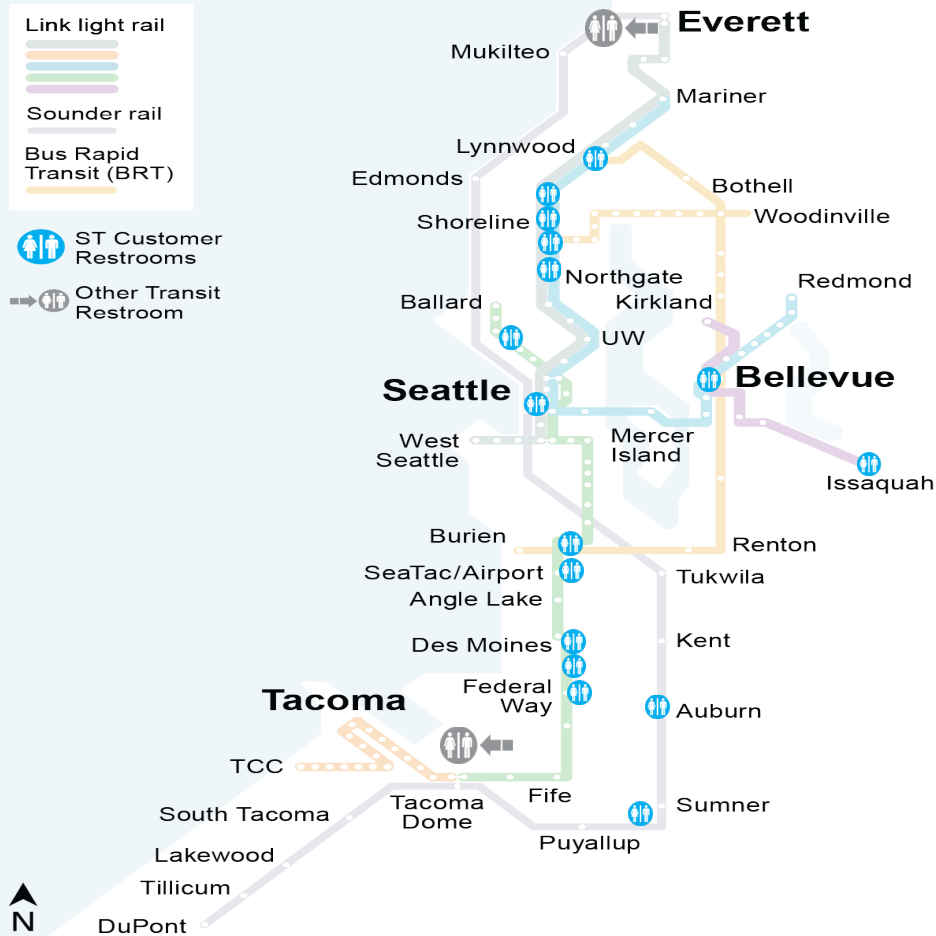 Link light rail
Sounder rail
Bus Rapid
Transit (BRT)
ST Customer
Restrooms
Other Transit
Restroom
Everett
Mukilteo
Mariner
Lynnwood
Edmonds
Bothell
Shoreline
Woodinville
Northgate
Redmond
Ballard
Kirkland
UW
Seattle
Bellevue
West
Seattle
Mercer
Island
Issaquah
Burien
Renton
SeaTac/Airport
Tukwila
Angle Lake
Des Moines
Kent
Federal
Way
Tacoma
Auburn
TCC
Fife
Tacoma
Dome
Sumner
South Tacoma
Puyallup
Lakewood
Tillicum
DuPont
N